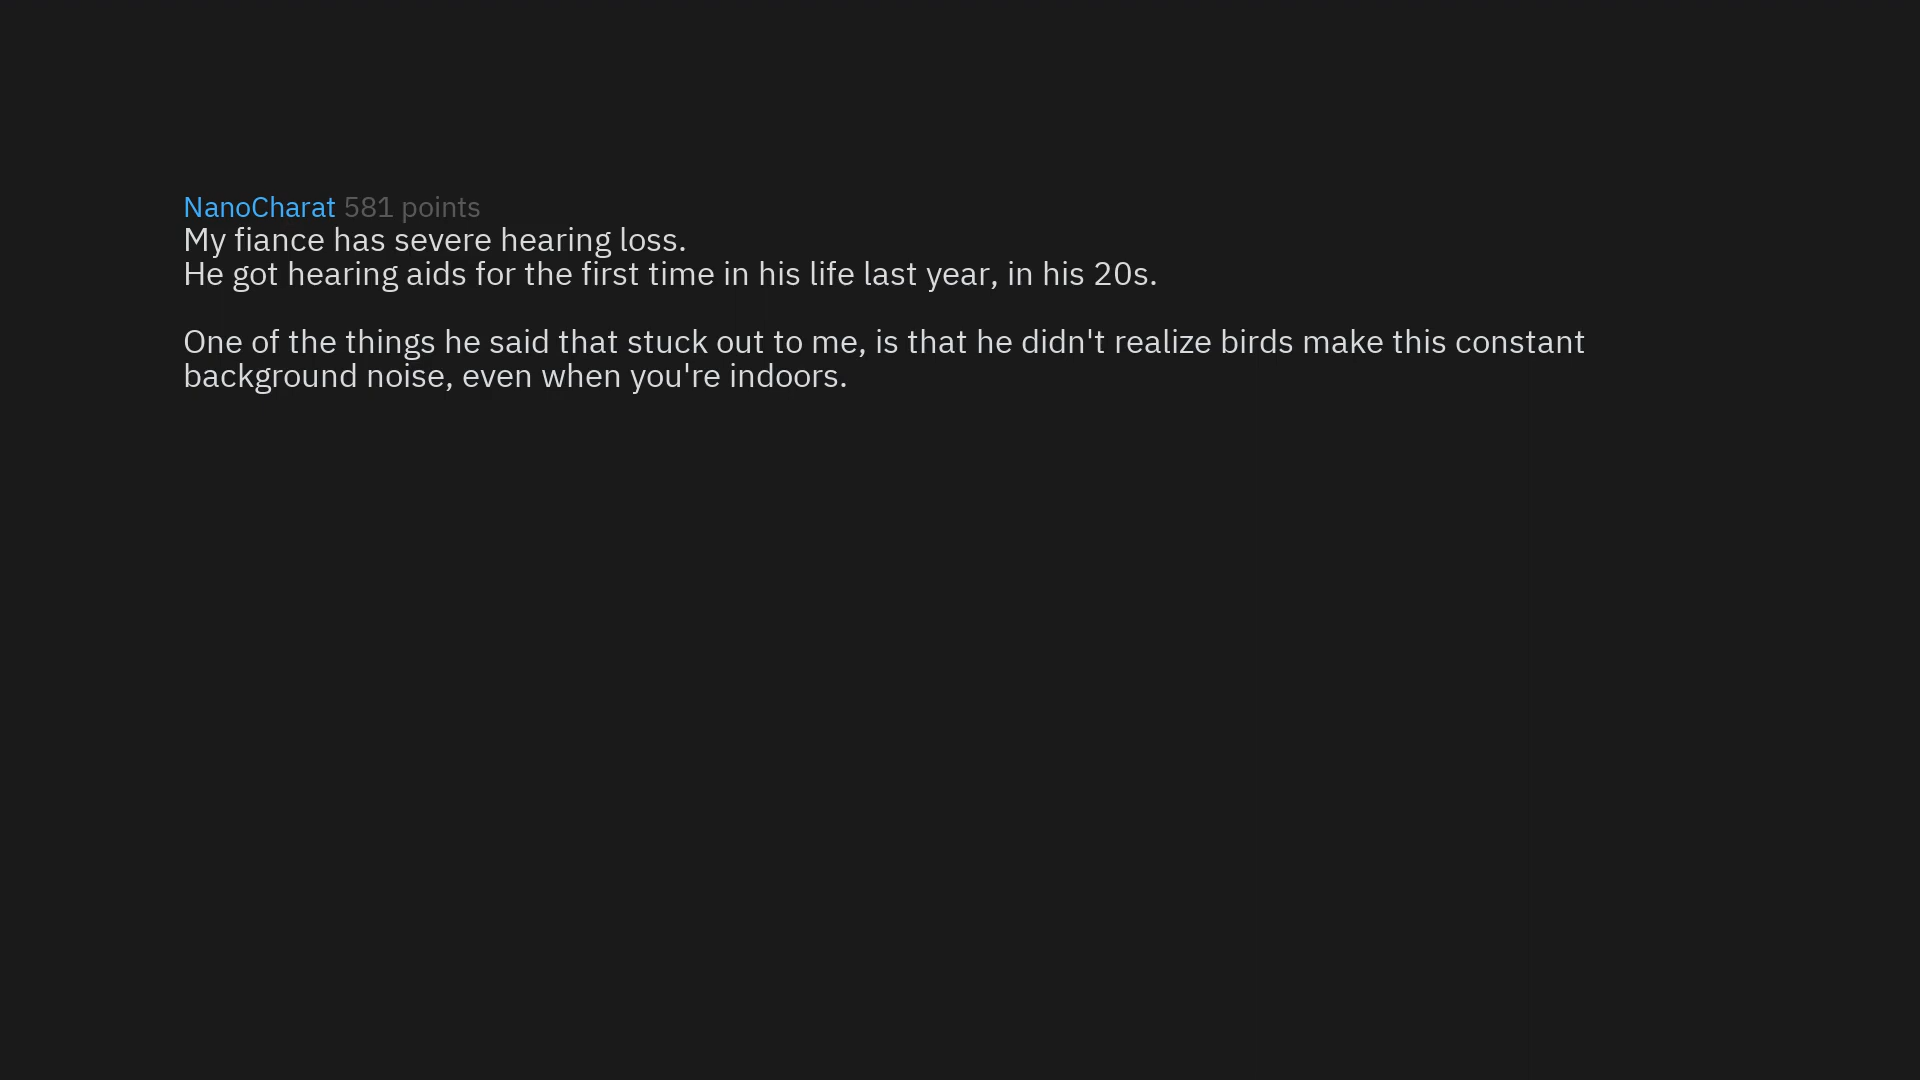 NanoCharat 581 points
My fiance has severe hearing loss.
He got hearing aids for the first time in his life last year, in his 20s.
One of the things he said that stuck out to me, is that he didn't realize birds make this constant
background noise, even when you're indoors.